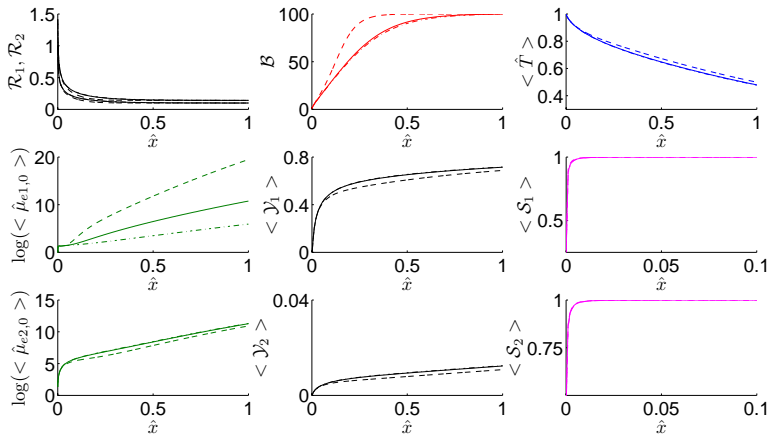 1.5
1
0.5
0
0
0.5
1
x̂
ℛ₁, ℛ₂
100
50
0
0
0.5
1
x̂
ℬ
1
0.8
0.6
0.4
0
0.5
1
x̂
< T̂ >
20
10
0
0
0.5
1
x̂
log(< μ̂ₑ₁,₀ >)
0.8
0.4
0
0
0.5
1
x̂
< 𝒴₁ >
1
0.5
0
0.05
0.1
x̂
< 𝒮₁ >
15
10
5
0
0
0.5
1
x̂
log(< μ̂ₑ₂,₀ >)
0.04
0
0
0.5
1
x̂
< 𝒴₂ >
0.75
0
0.05
0.1
x̂
< 𝒮₂ >